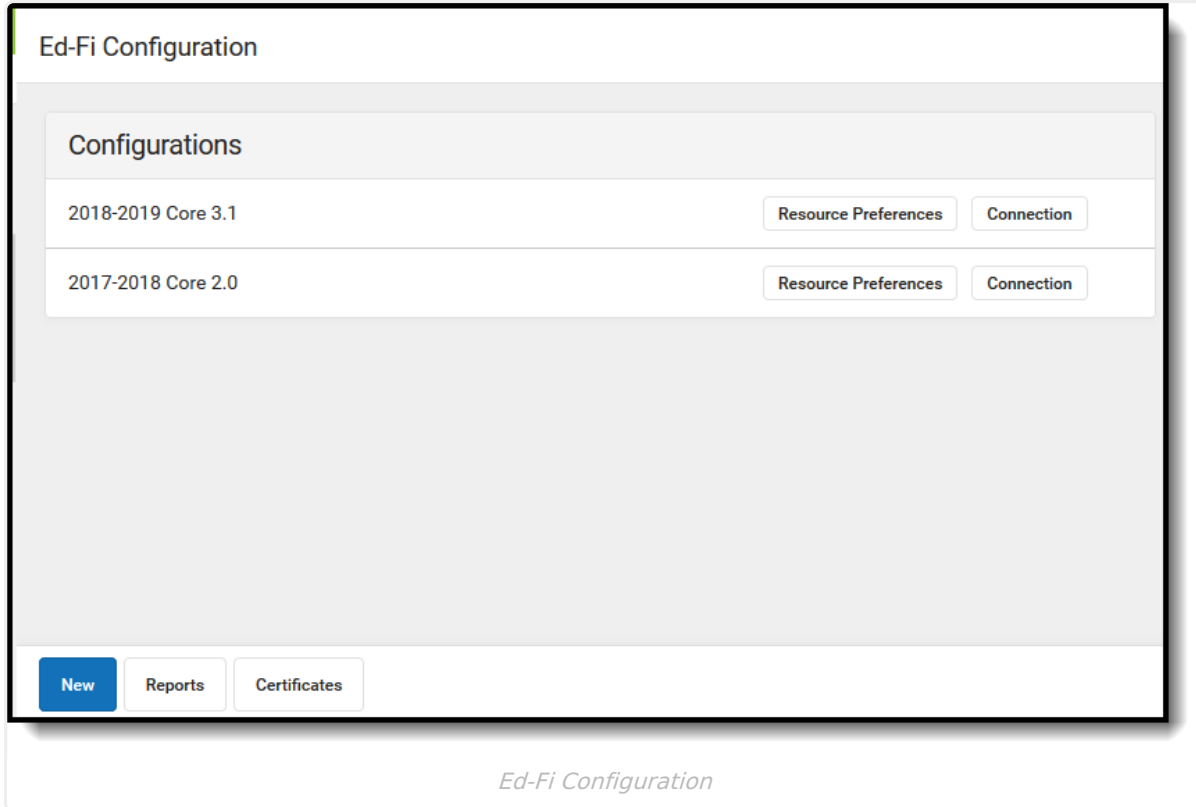 Ed-Fi Configuration
Configurations
2018-2019 Core 3.1 Resource Preferences Connection
2017-2018 Core 2.0 Resource Preferences Connection
New Reports Certificates
Ed-Fi Configuration